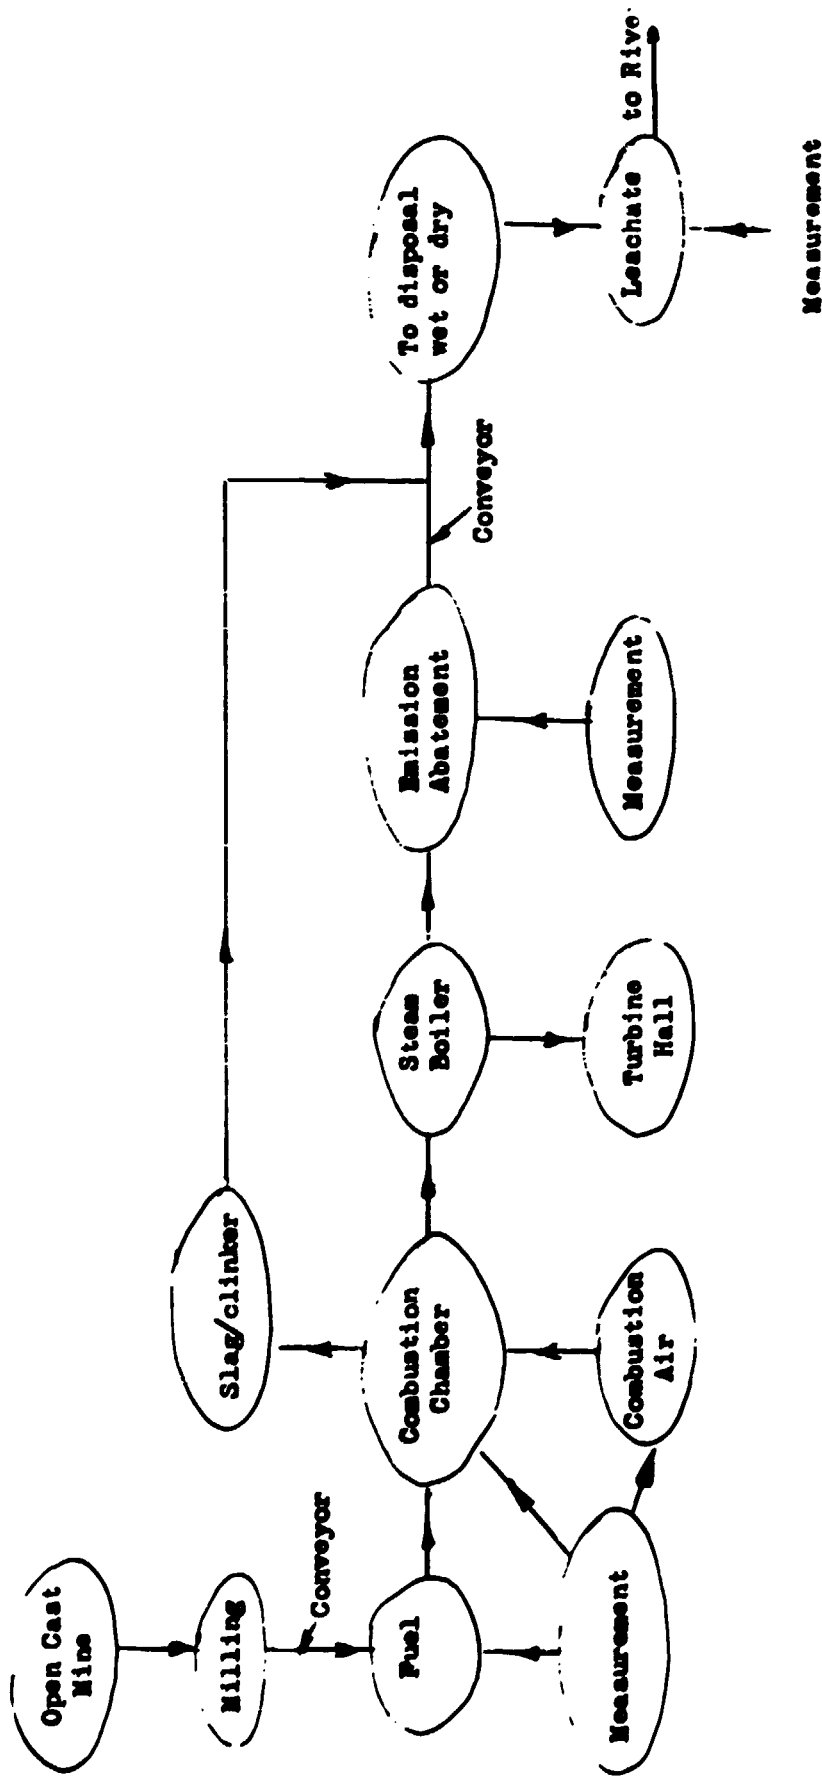 Open Cast
Mine
Milling
Conveyor
Fuel
Measurement
Slag/clinker
Combustion
Chamber
Combustion
Air
Steam
Boiler
Turbine
Hall
Emission
Abatement
Measurement
Conveyor
To disposal
wet or dry
Leachate
to Rive
Measurement